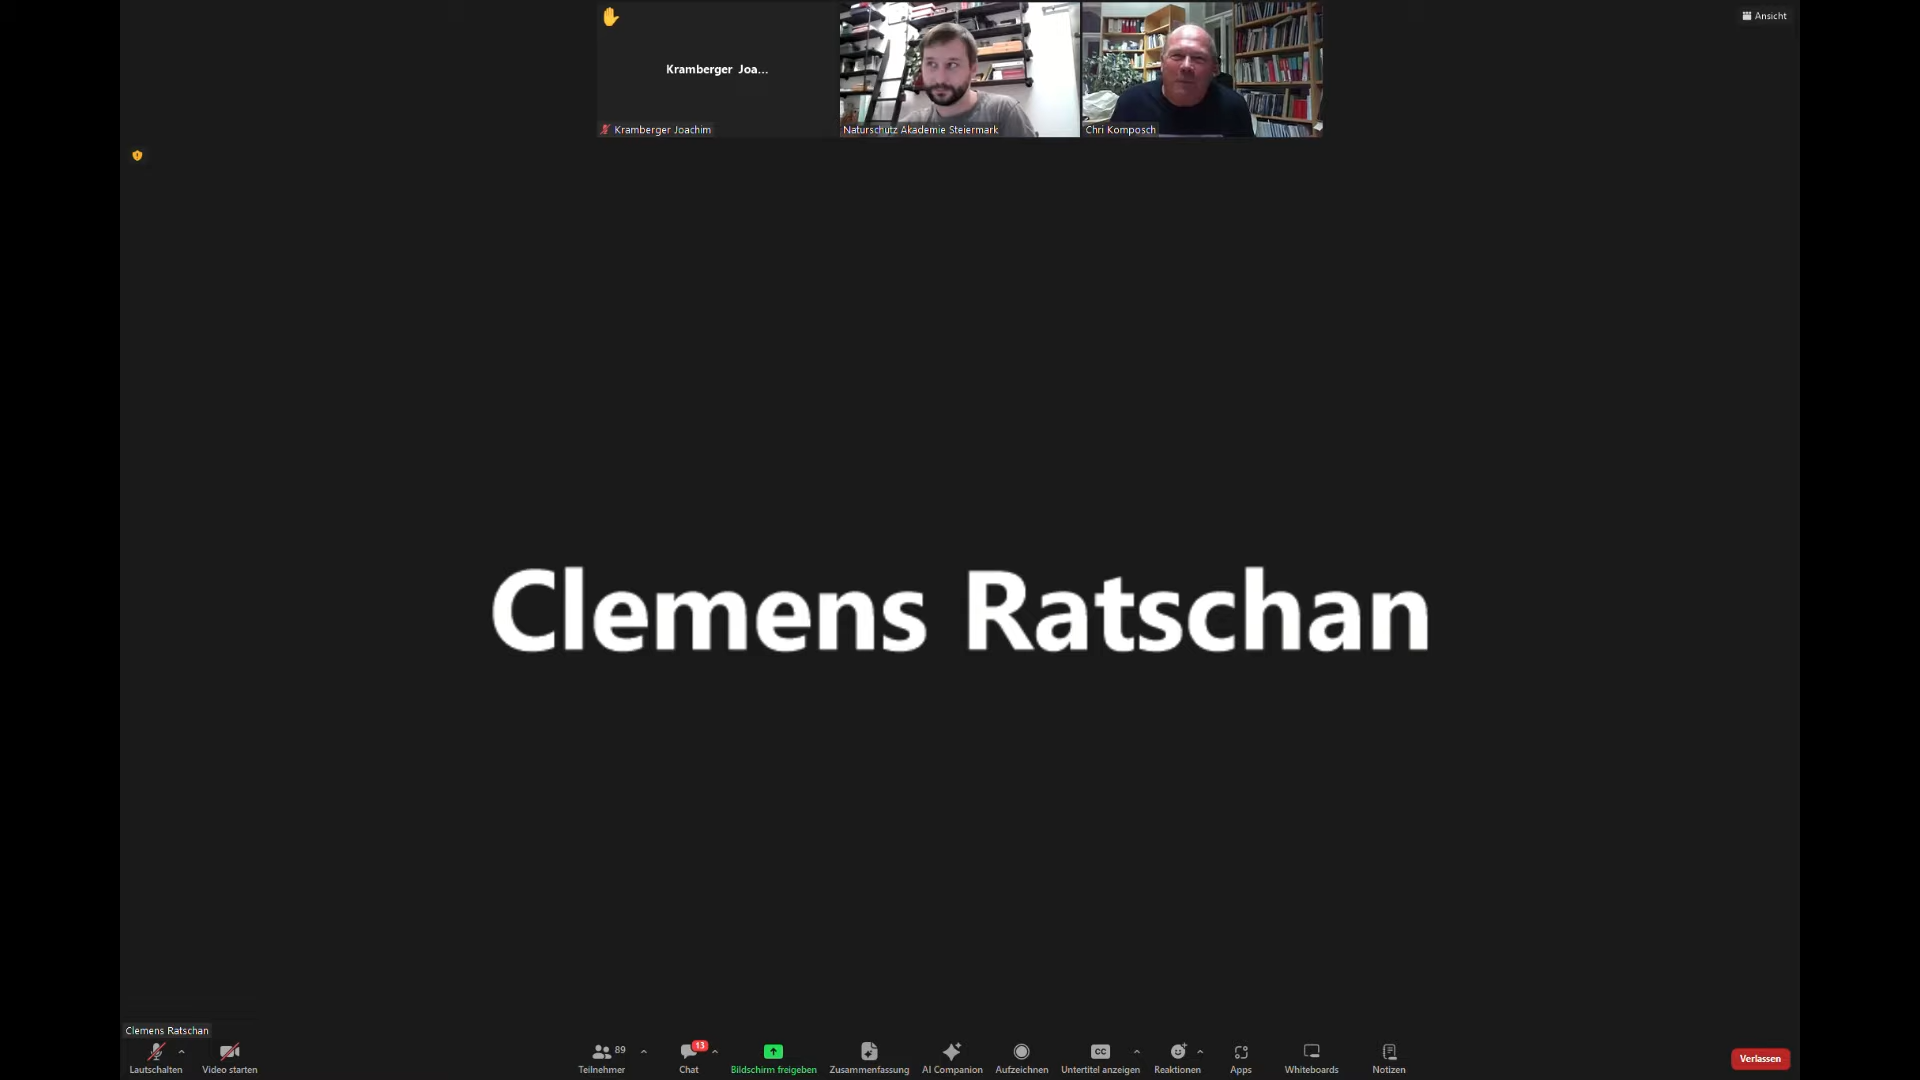 Ansicht
Kramberger Joa...
Kramberger Joachim
Naturschutz Akademie Steiermark
Chri Komposch
Clemens Ratschan
Clemens Ratschan
89
13
CC
Lautschalten
Video starten
Teilnehmer
Chat
Bildschirm freigeben
Zusammenfassung
AI Companion
Aufzeichnen
Untertitel anzeigen
Reaktionen
Apps
Whiteboards
Notizen
Verlassen